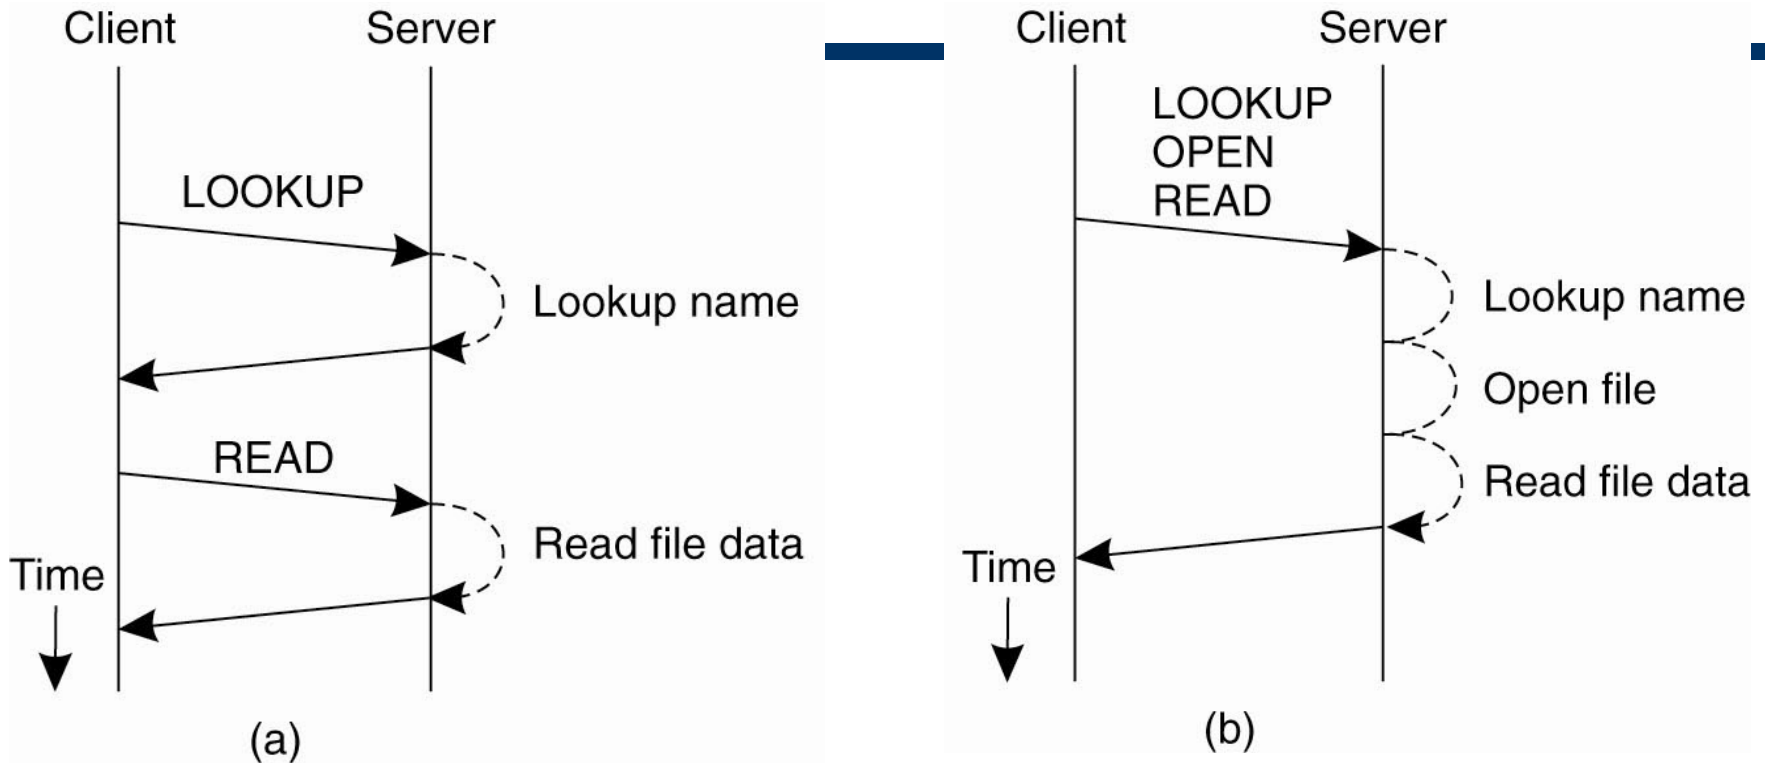 Client
Server
LOOKUP
Lookup name
READ
Read file data
Time
(a)
Client
Server
LOOKUP
OPEN
READ
Lookup name
Open file
Read file data
Time
(b)